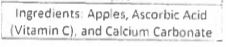 Ingredients: Apples, Ascorbic Acid
(Vitamin C), and Calcium Carbonate